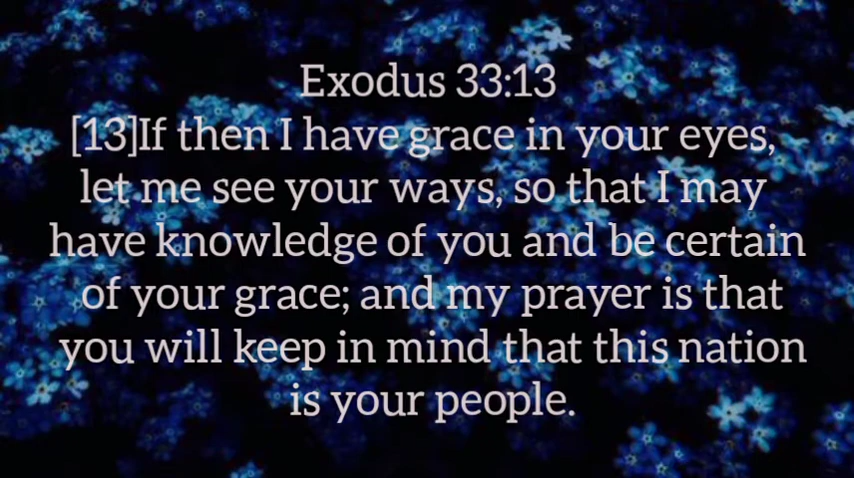 Exodus 33:13
[13]If then I have grace in your eyes,
let me see your ways, so that I may
have knowledge of you and be certain
of your grace; and my prayer is that
you will keep in mind that this nation
is your people.